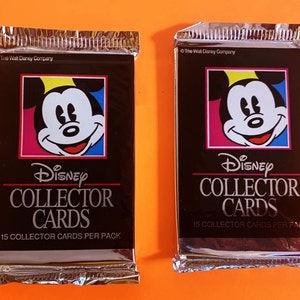 © The Walt Disney Company
Disney
COLLECTOR
CARDS
15 COLLECTOR CARDS PER PACK
© The Walt Disney Company
Disney
COLLECTOR
CARDS
15 COLLECTOR CARDS PER PACK